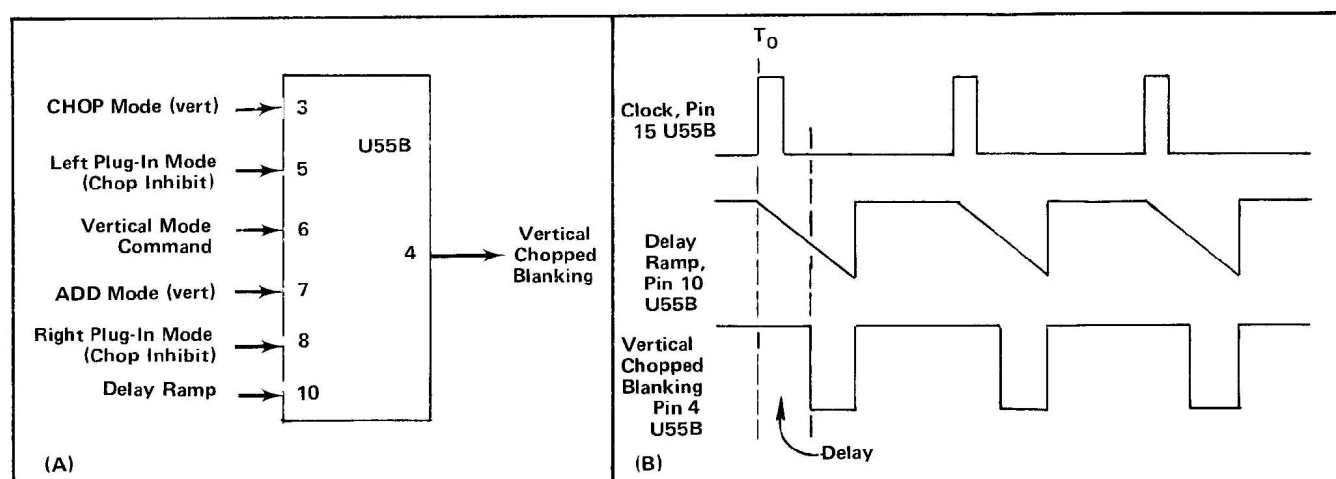 CHOP Mode (vert)
3
U55B
Left Plug-In Mode
(Chop Inhibit)
5
Vertical Mode
Command
6
4
Vertical
Chopped
Blanking
ADD Mode (vert)
7
Right Plug-In Mode
(Chop Inhibit)
8
Delay Ramp
10
(A)
T0
Clock, Pin
15 U55B
Delay
Ramp,
Pin 10
U55B
Vertical
Chopped
Blanking
Pin 4
U55B
Delay
(B)